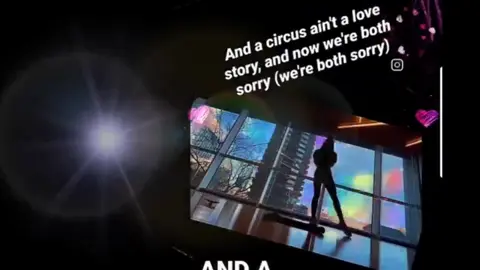 And a circus ain't a love
story, and now we're both
sorry (we're both sorry)
AND A